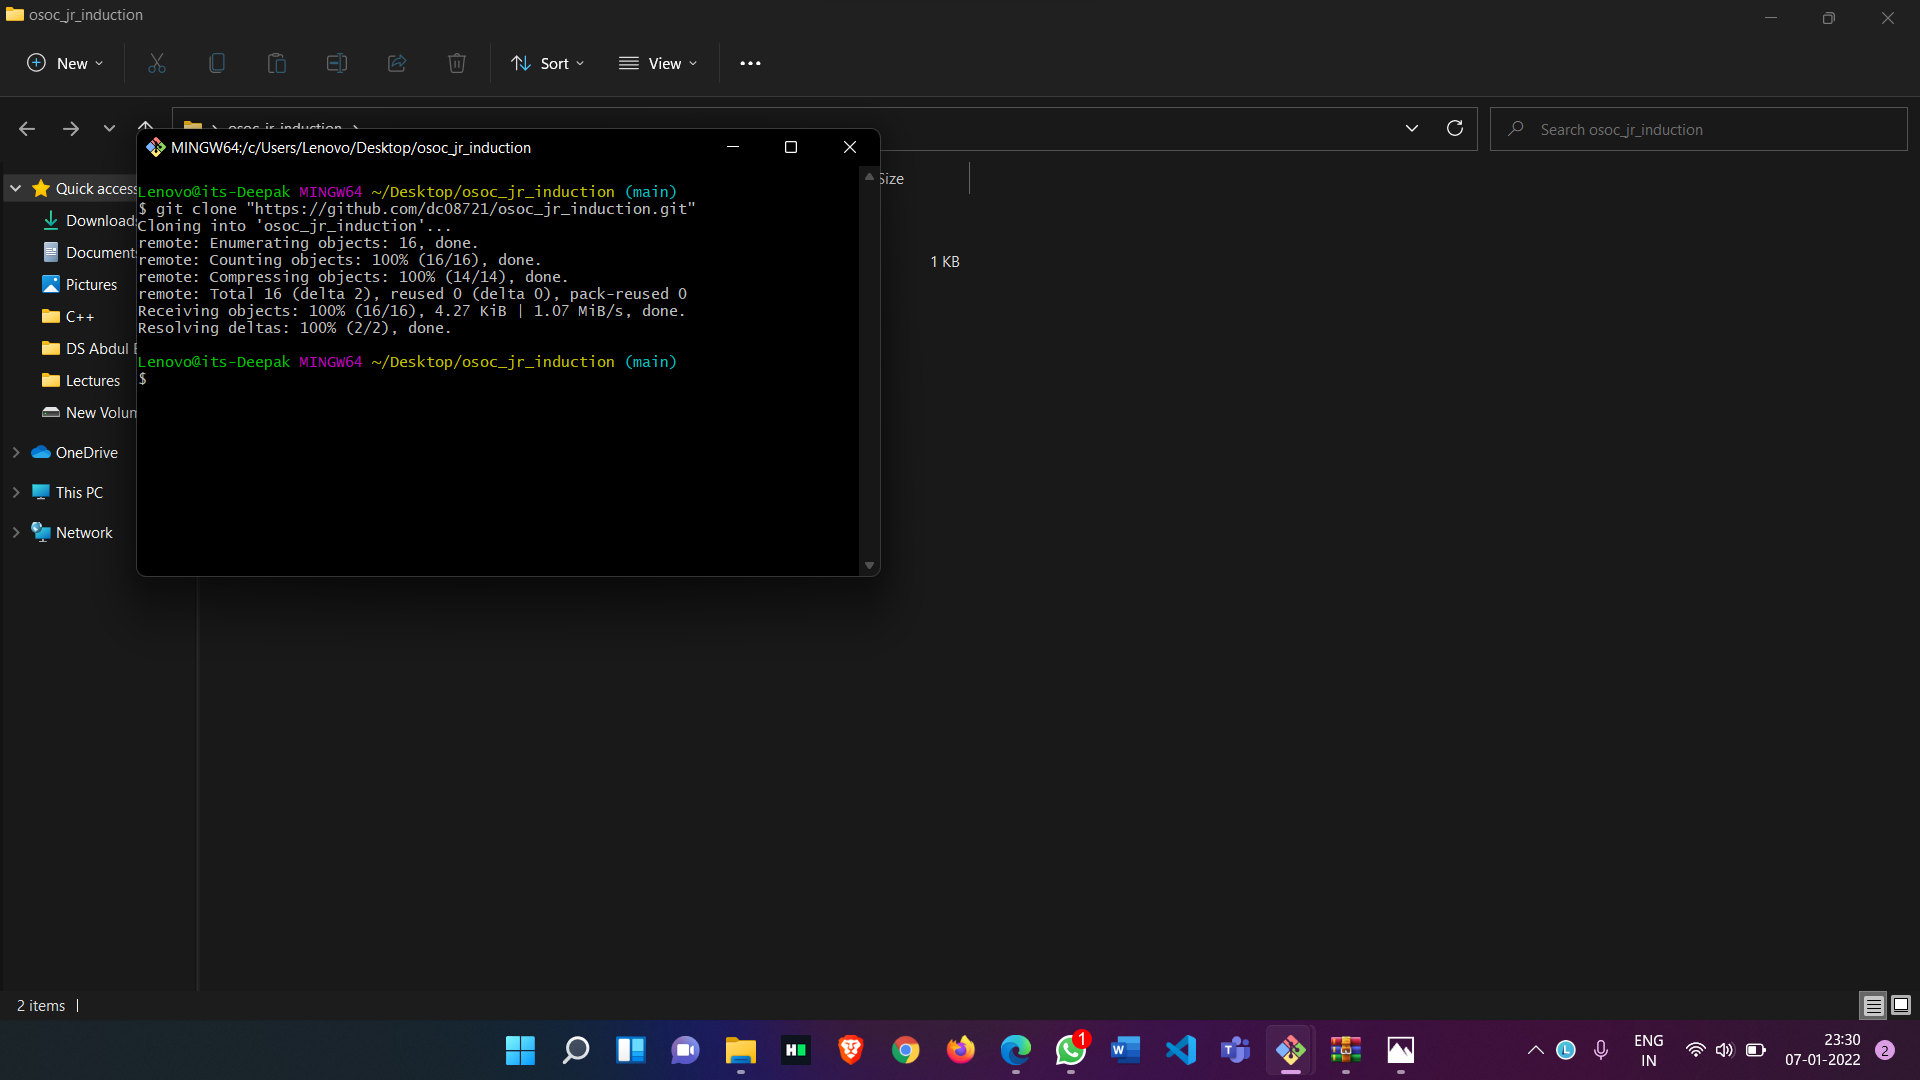 osoc_jr_induction
New
Sort
View
osoc_jr_induction
Search osoc_jr_induction
MINGW64:/c/Users/Lenovo/Desktop/osoc_jr_induction
Size
1 KB
Quick access
Downloads
Documents
Pictures
C++
DS Abdul
Lectures
New Volum
OneDrive
This PC
Network
Lenovo@its-Deepak MINGW64 ~/Desktop/osoc_jr_induction (main)
$ git clone "https://github.com/dc08721/osoc_jr_induction.git"
Cloning into 'osoc_jr_induction'...
remote: Enumerating objects: 16, done.
remote: Counting objects: 100% (16/16), done.
remote: Compressing objects: 100% (14/14), done.
remote: Total 16 (delta 2), reused 0 (delta 0), pack-reused 0
Receiving objects: 100% (16/16), 4.27 KiB | 1.07 MiB/s, done.
Resolving deltas: 100% (2/2), done.
Lenovo@its-Deepak MINGW64 ~/Desktop/osoc_jr_induction (main)
$
2 items
1
ENG
IN
23:30
07-01-2022
2